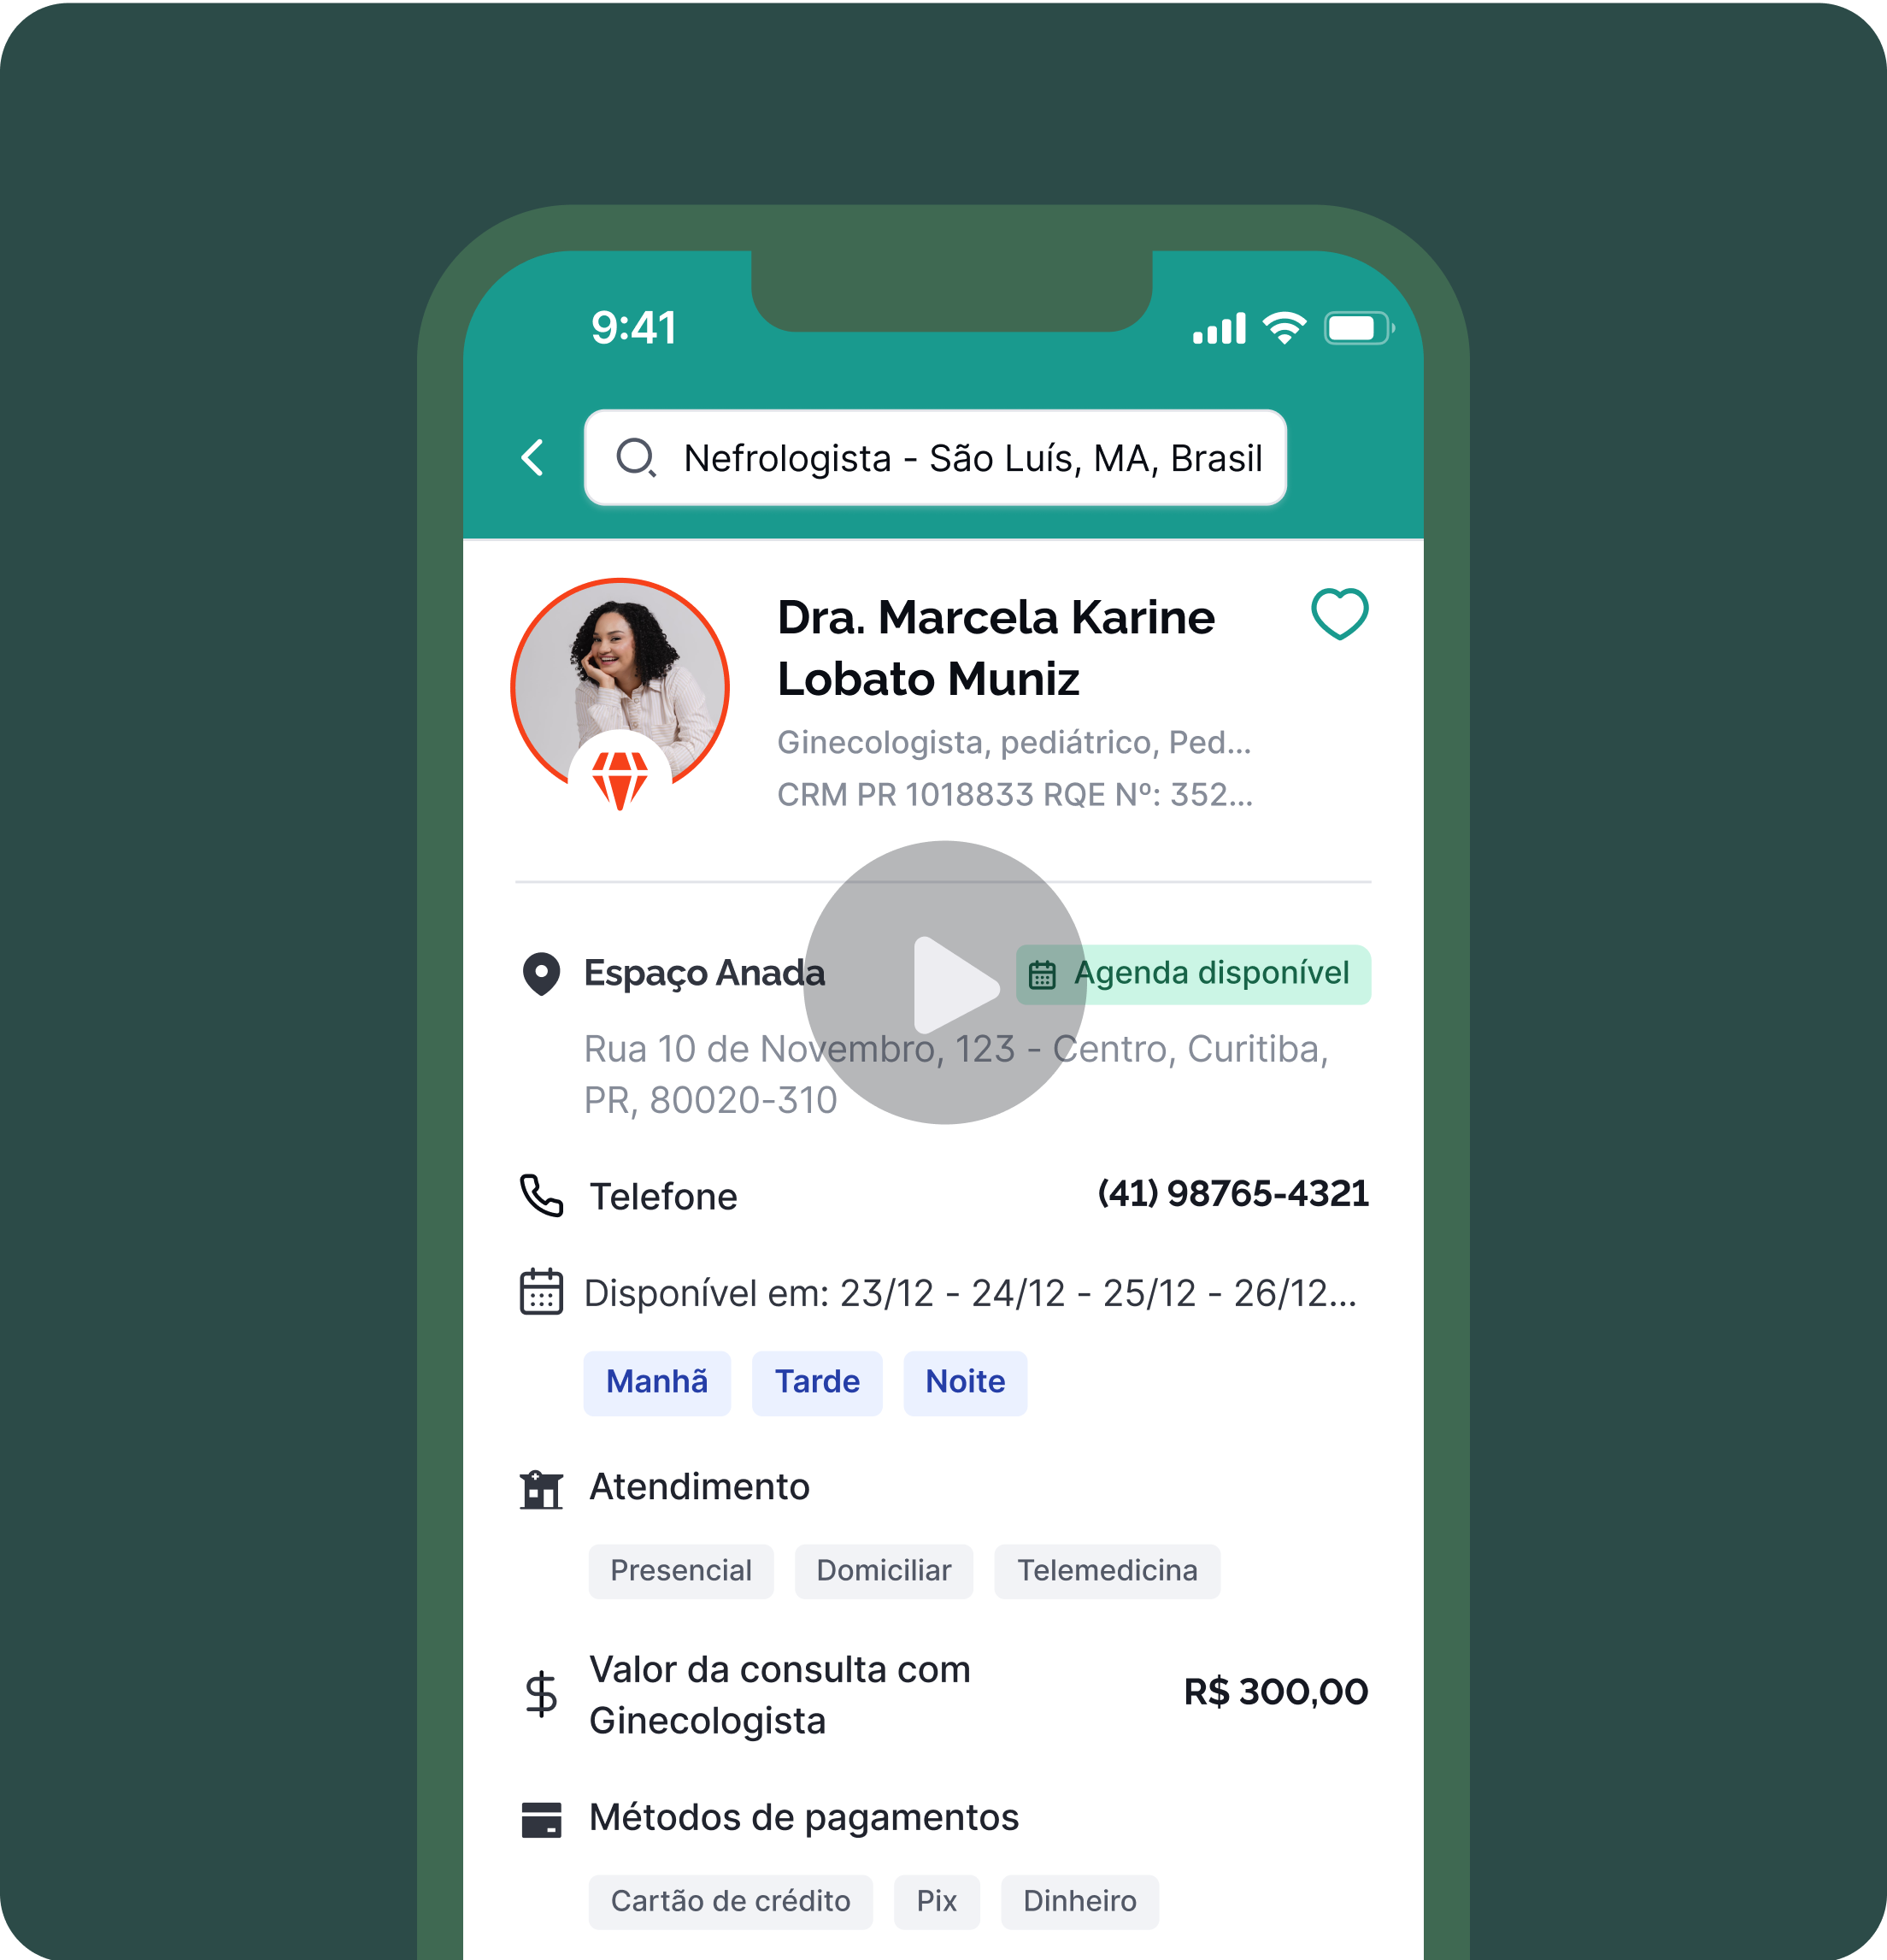 9:41
Nefrologista - São Luís, MA, Brasil
Dra. Marcela Karine
Lobato Muniz
Ginecologista, pediátrico, Ped...
CRM PR 1018833 RQE Nº: 352...
Espaço Anada
Agenda disponível
Rua 10 de Novembro, 123 - Centro, Curitiba,
PR, 80020-310
Telefone
(41) 98765-4321
Disponível em: 23/12 - 24/12 - 25/12 - 26/12...
Manhã Tarde Noite
Atendimento
Presencial Domiciliar Telemedicina
Valor da consulta com
Ginecologista
R$ 300,00
Métodos de pagamentos
Cartão de crédito Pix Dinheiro